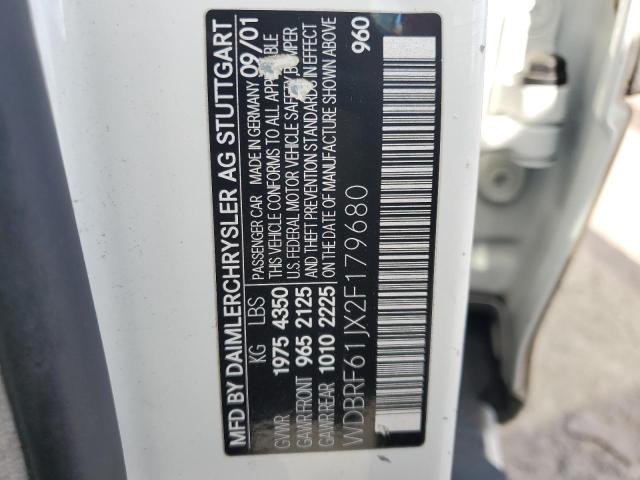 MFD BY DAIMLERCHRYSLER AG STUTTGART
PASSENGER CAR MADE IN GERMANY 09/01
THIS VEHICLE CONFORMS TO ALL APPLICABLE
U.S. FEDERAL MOTOR VEHICLE SAFETY, BUMPER
AND THEFT PREVENTION STANDARDS IN EFFECT
ON THE DATE OF MANUFACTURE SHOWN ABOVE
KG LBS
GVWR 1975 4350
GAWR FRONT 965 2125
GAWR REAR 1010 2225
960
WDBRF61JX2F179680